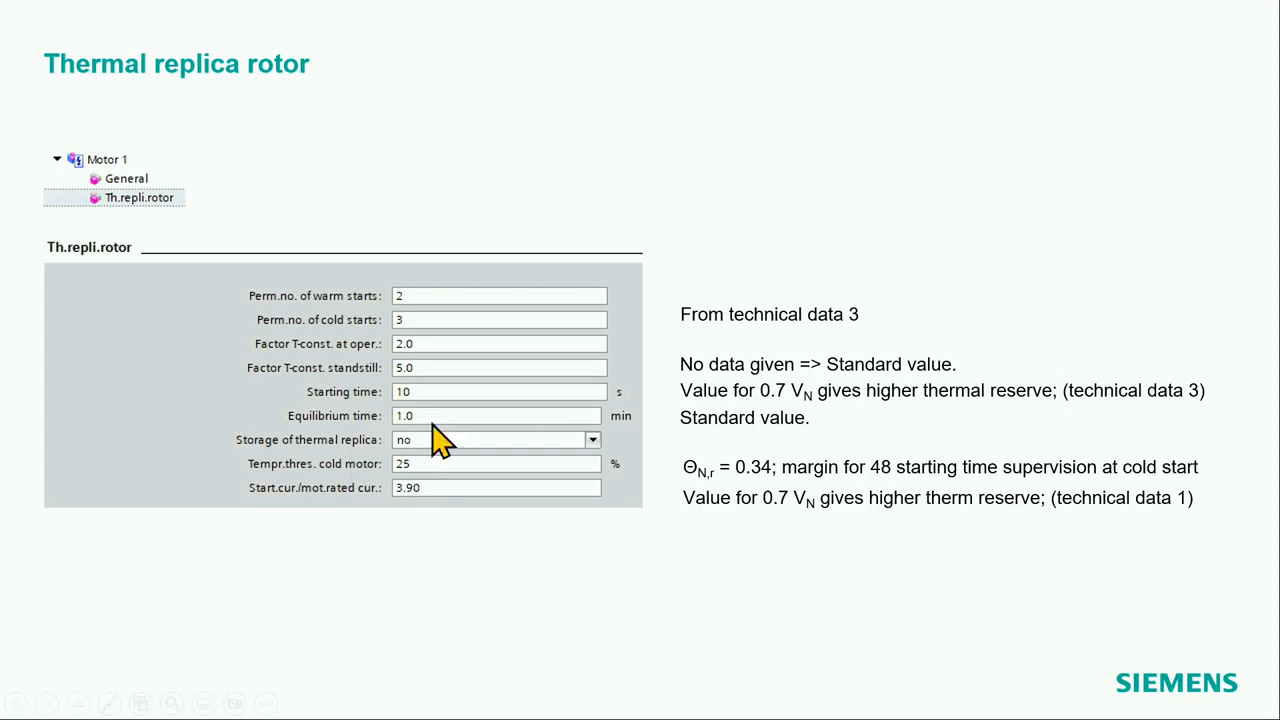 Thermal replica rotor
Motor 1
General
Th.repli.rotor
Th.repli.rotor
Perm.no. of warm starts: 2
Perm.no. of cold starts: 3
From technical data 3
Factor T-const. at oper.: 2.0
Factor T-const. standstill: 5.0
No data given => Standard value.
Starting time: 10 s
Value for 0.7 VN gives higher thermal reserve; (technical data 3)
Equilibrium time: 1.0 min
Standard value.
Storage of thermal replica: no
Tempr.thres. cold motor: 25 %
ΘN,r = 0.34; margin for 48 starting time supervision at cold start
Start.cur./mot.rated cur.: 3.90
Value for 0.7 VN gives higher therm reserve; (technical data 1)
SIEMENS